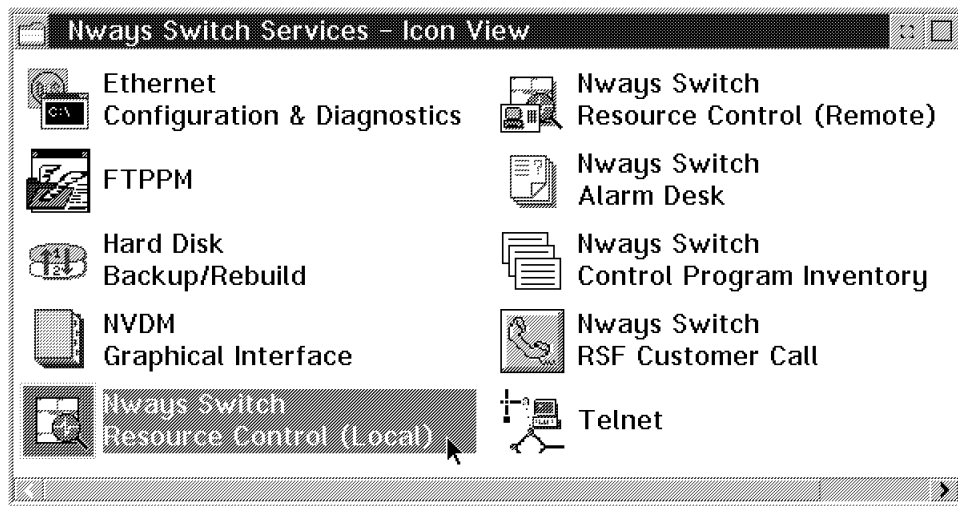 Nways Switch Services – Icon View
Ethernet
Configuration & Diagnostics
FTPPM
Hard Disk
Backup/Rebuild
NVDM
Graphical Interface
Nways Switch
Resource Control (Local)
Nways Switch
Resource Control (Remote)
Nways Switch
Alarm Desk
Nways Switch
Control Program Inventory
Nways Switch
RSF Customer Call
Telnet
C:\
1
2